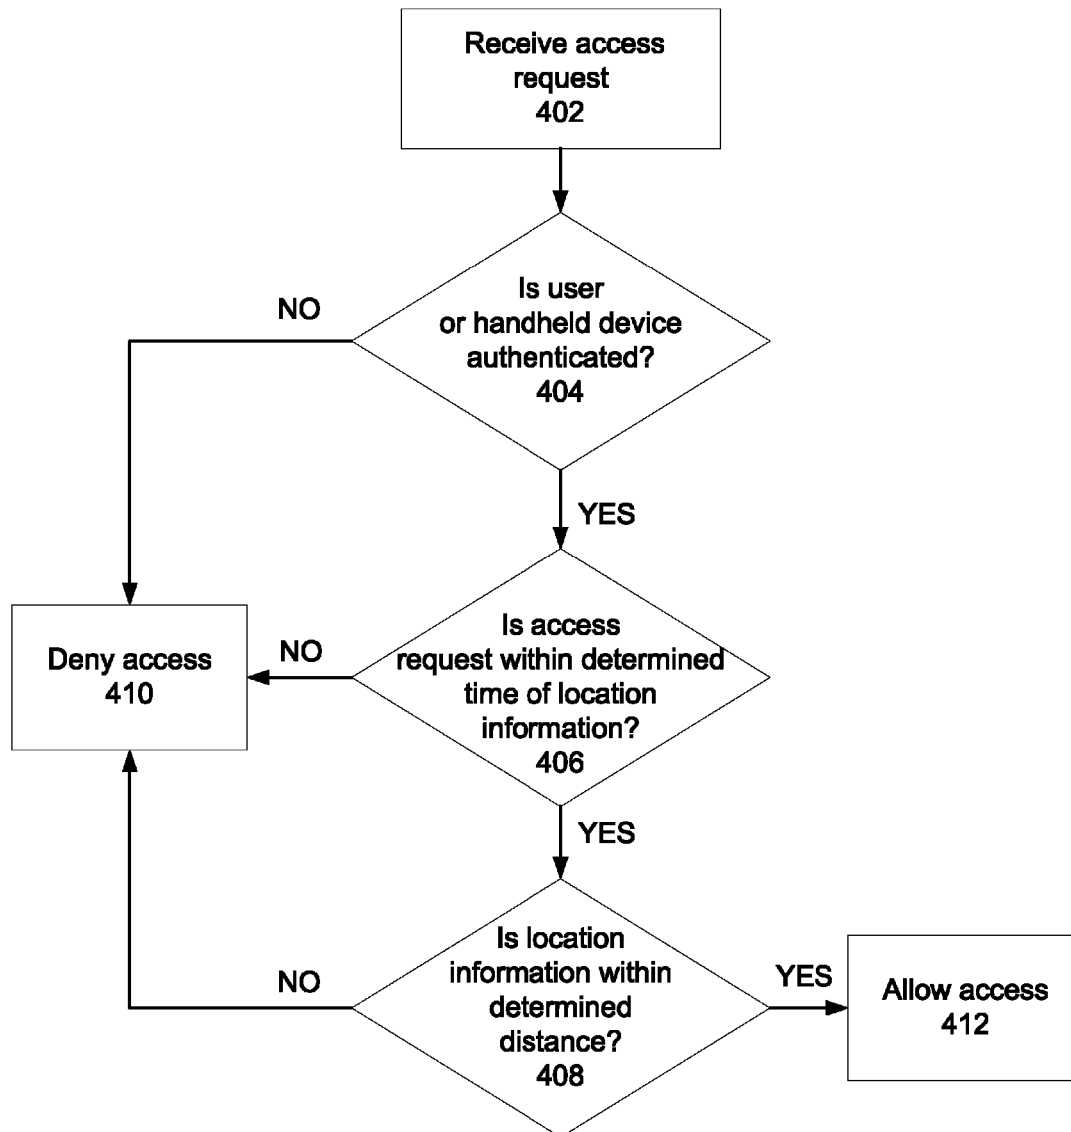 Receive access
request
402
Is user
or handheld device
authenticated?
404
NO
YES
Is access
request within determined
time of location
information?
406
NO
Deny access
410
YES
Is location
information within
determined
distance?
408
NO
YES
Allow access
412